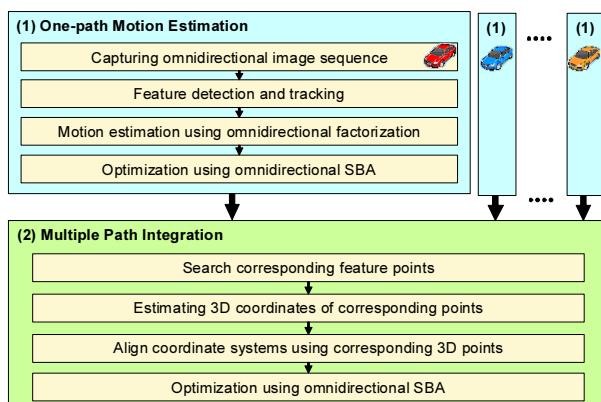 (1) One-path Motion Estimation
(1) .... (1)
Capturing omnidirectional image sequence
Feature detection and tracking
Motion estimation using omnidirectional factorization
Optimization using omnidirectional SBA
....
(2) Multiple Path Integration
Search corresponding feature points
Estimating 3D coordinates of corresponding points
Align coordinate systems using corresponding 3D points
Optimization using omnidirectional SBA